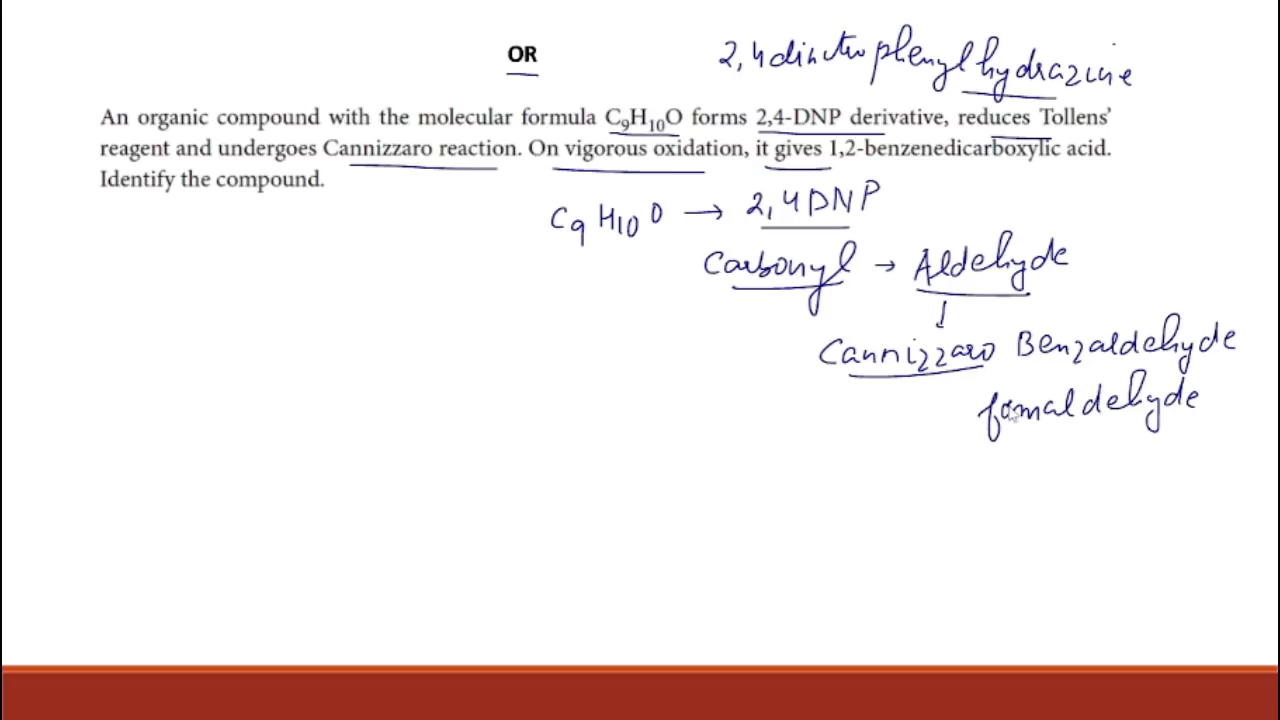 OR
2,4 dinitrophenyl hydrazine
An organic compound with the molecular formula C₉H₁₀O forms 2,4-DNP derivative, reduces Tollens'
reagent and undergoes Cannizzaro reaction. On vigorous oxidation, it gives 1,2-benzenedicarboxylic acid.
Identify the compound.
C₉H₁₀O → 2,4 DNP
Carbonyl → Aldehyde
↓
Cannizzaro Benzaldehyde
formaldehyde